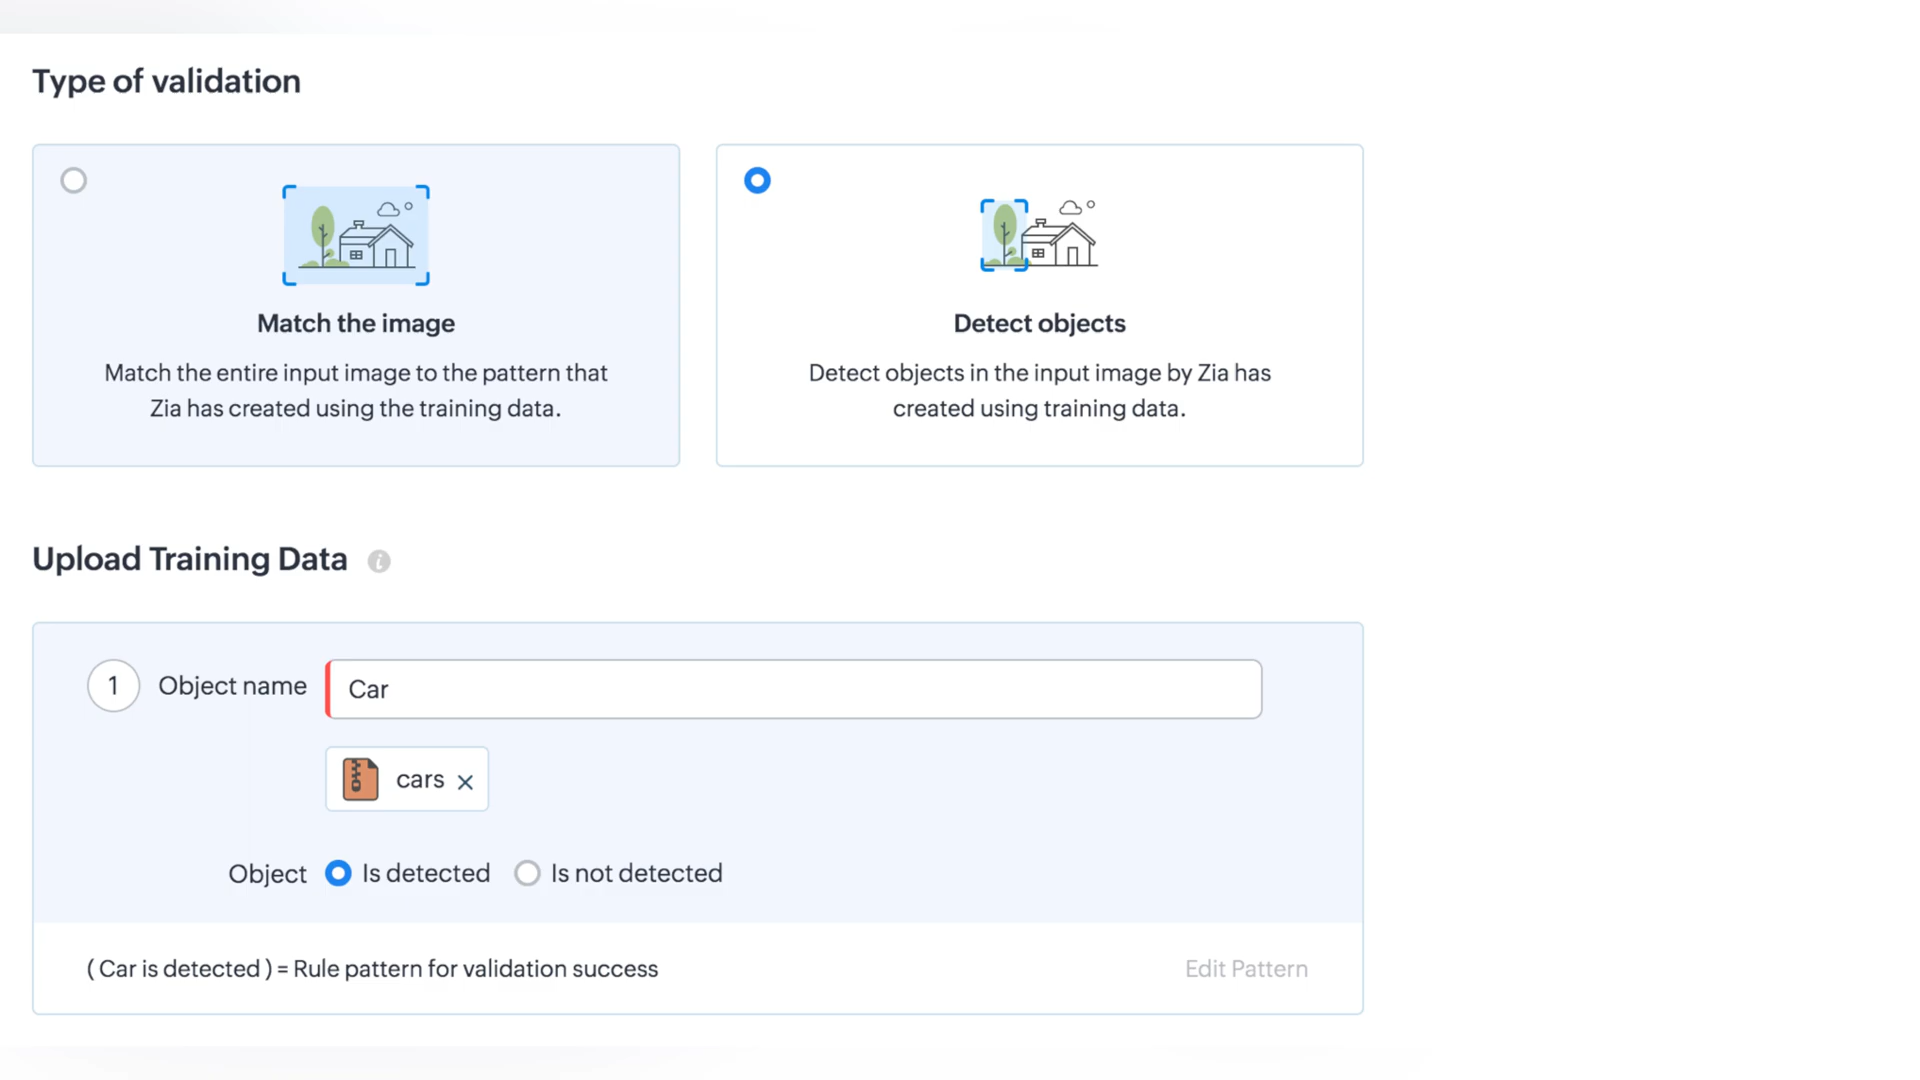 Type of validation
Match the image
Match the entire input image to the pattern that
Zia has created using the training data.
Detect objects
Detect objects in the input image by Zia has
created using training data.
Upload Training Data i
1 Object name Car
cars ×
Object Is detected Is not detected
( Car is detected ) = Rule pattern for validation success Edit Pattern